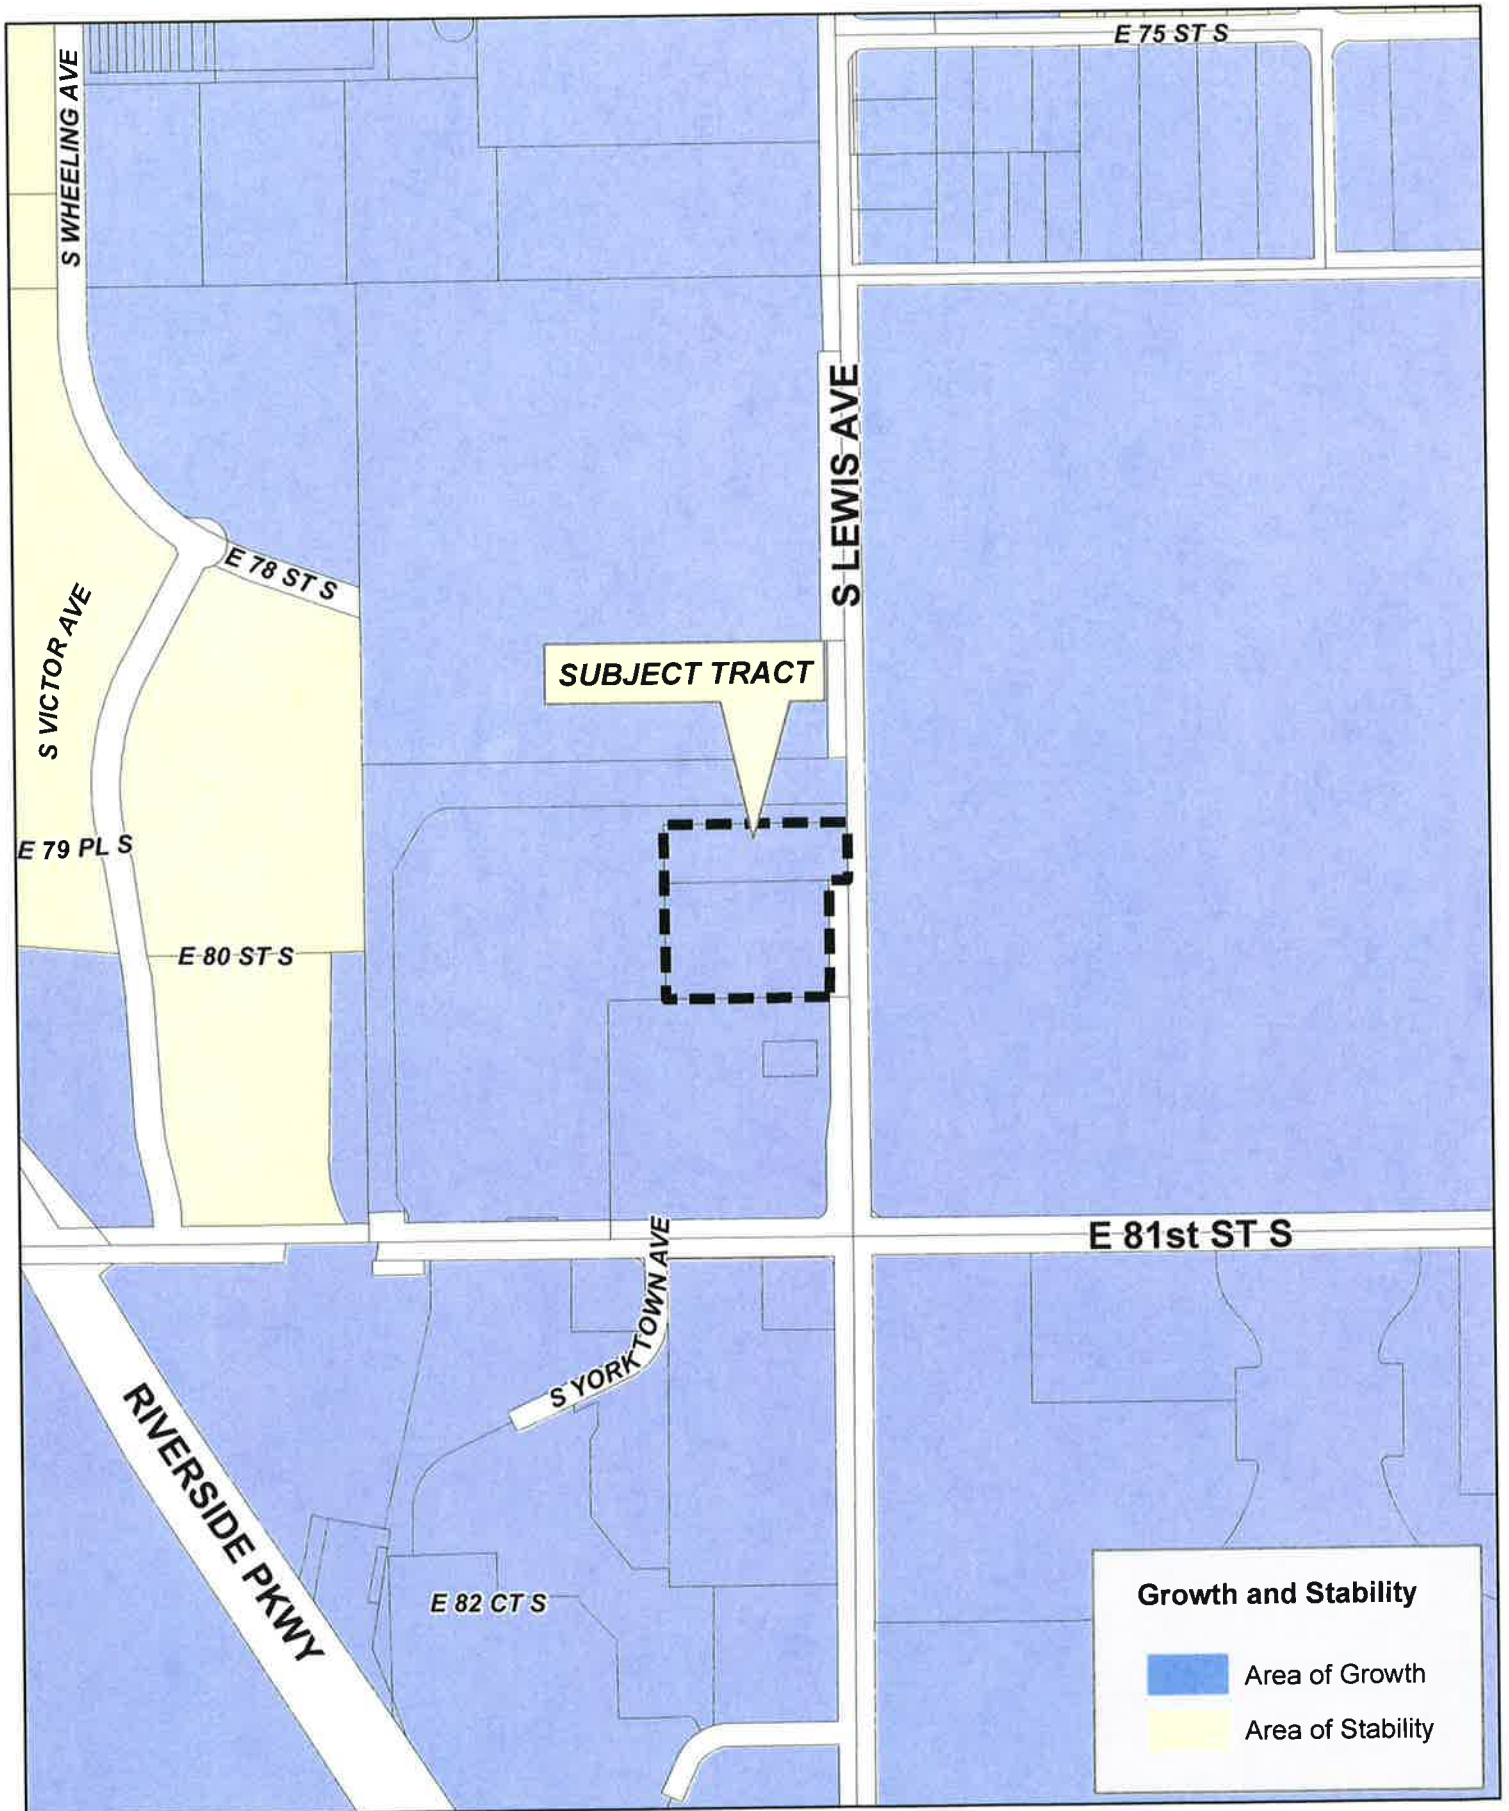 E 75 ST S
S WHEELING AVE
S LEWIS AVE
E 78 ST S
S VICTOR AVE
SUBJECT TRACT
E 79 PL S
E 80 ST S
E 81st ST S
S YORKTOWN AVE
RIVERSIDE PKWY
E 82 CT S
Growth and Stability
Area of Growth
Area of Stability